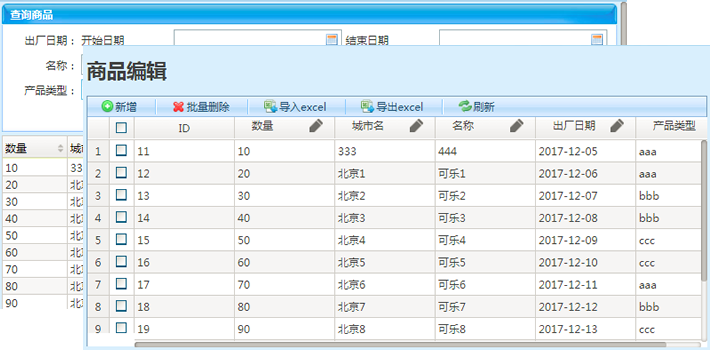 查询商品
出厂日期： 开始日期 结束日期
名称：
产品类型：
数量 城
10 33
20 北
30 北
40 北
50 北
60 北
70 北
80 北
90 北
商品编辑
新增 批量删除 导入excel 导出excel 刷新
ID 数量 城市名 名称 出厂日期 产品类型
1 11 10 333 444 2017-12-05 aaa
2 12 20 北京1 可乐1 2017-12-06 aaa
3 13 30 北京2 可乐2 2017-12-07 bbb
4 14 40 北京3 可乐3 2017-12-08 bbb
5 15 50 北京4 可乐4 2017-12-09 ccc
6 16 60 北京5 可乐5 2017-12-10 ccc
7 17 70 北京6 可乐6 2017-12-11 aaa
8 18 80 北京7 可乐7 2017-12-12 bbb
9 19 90 北京8 可乐8 2017-12-13 ccc